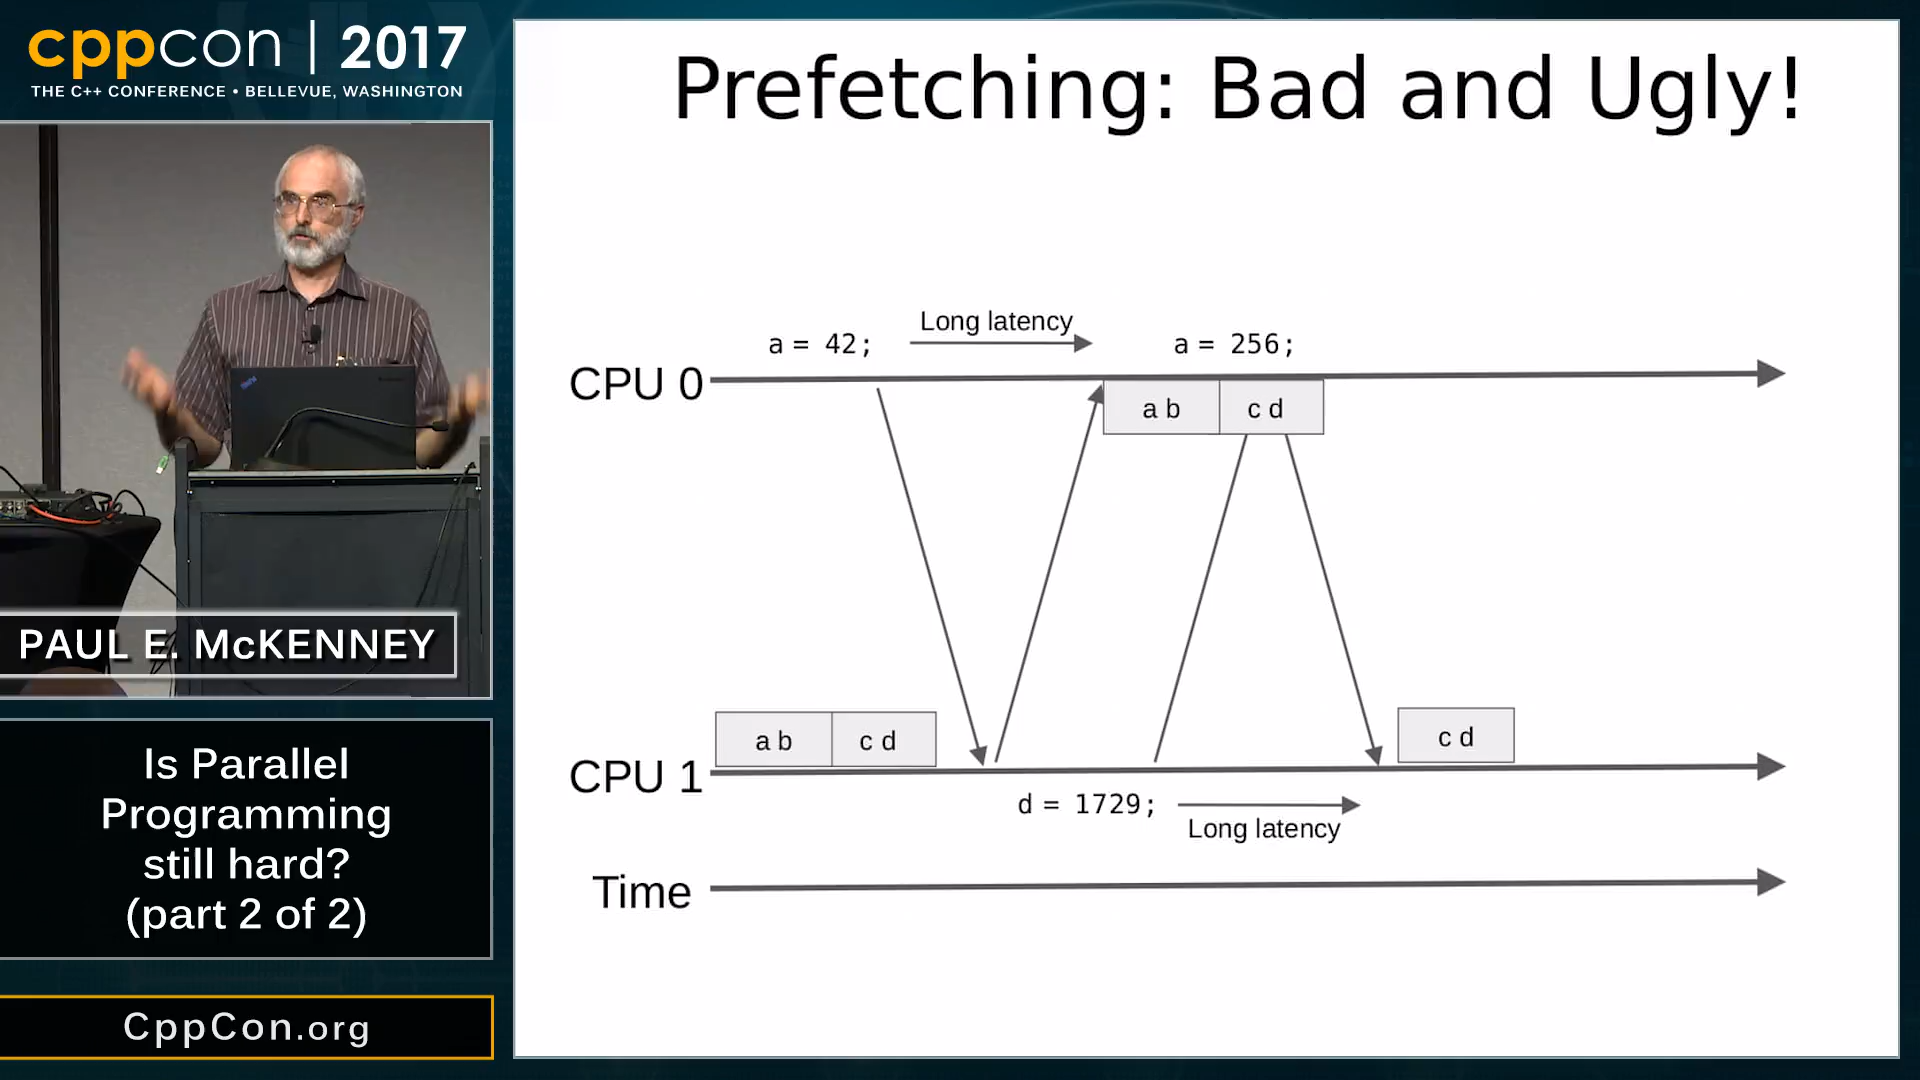 cppcon | 2017
THE C++ CONFERENCE • BELLEVUE, WASHINGTON
PAUL E. McKENNEY
Is Parallel
Programming
still hard?
(part 2 of 2)
CppCon.org
Prefetching: Bad and Ugly!
Long latency
a = 42;
a = 256;
CPU 0
a b
c d
a b
c d
c d
CPU 1
d = 1729;
Long latency
Time